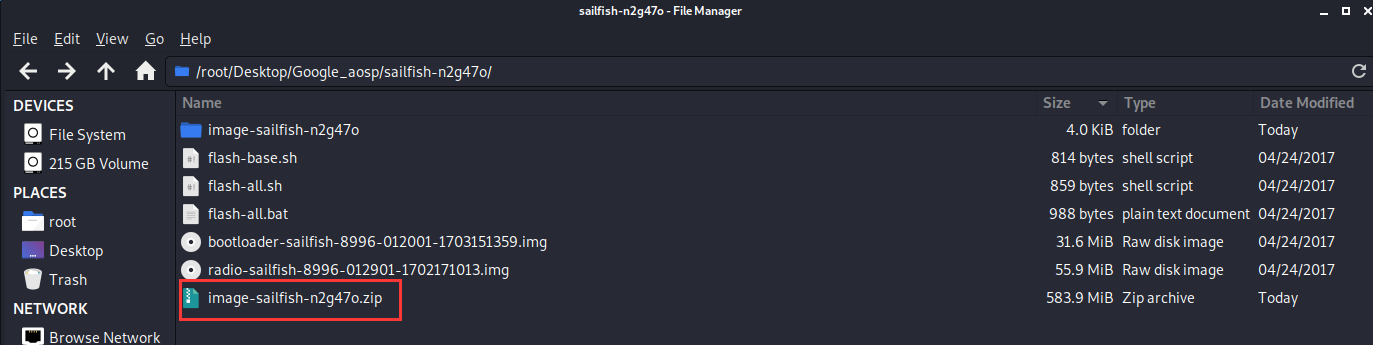 sailfish-n2g47o - File Manager
File Edit View Go Help
/root/Desktop/Google_aosp/sailfish-n2g47o/
DEVICES
File System
215 GB Volume
PLACES
root
Desktop
Trash
NETWORK
Browse Network
Name Size Type Date Modified
image-sailfish-n2g47o 4.0 KiB folder Today
flash-base.sh 814 bytes shell script 04/24/2017
flash-all.sh 859 bytes shell script 04/24/2017
flash-all.bat 988 bytes plain text document 04/24/2017
bootloader-sailfish-8996-012001-1703151359.img 31.6 MiB Raw disk image 04/24/2017
radio-sailfish-8996-012901-1702171013.img 55.9 MiB Raw disk image 04/24/2017
image-sailfish-n2g47o.zip 583.9 MiB Zip archive Today